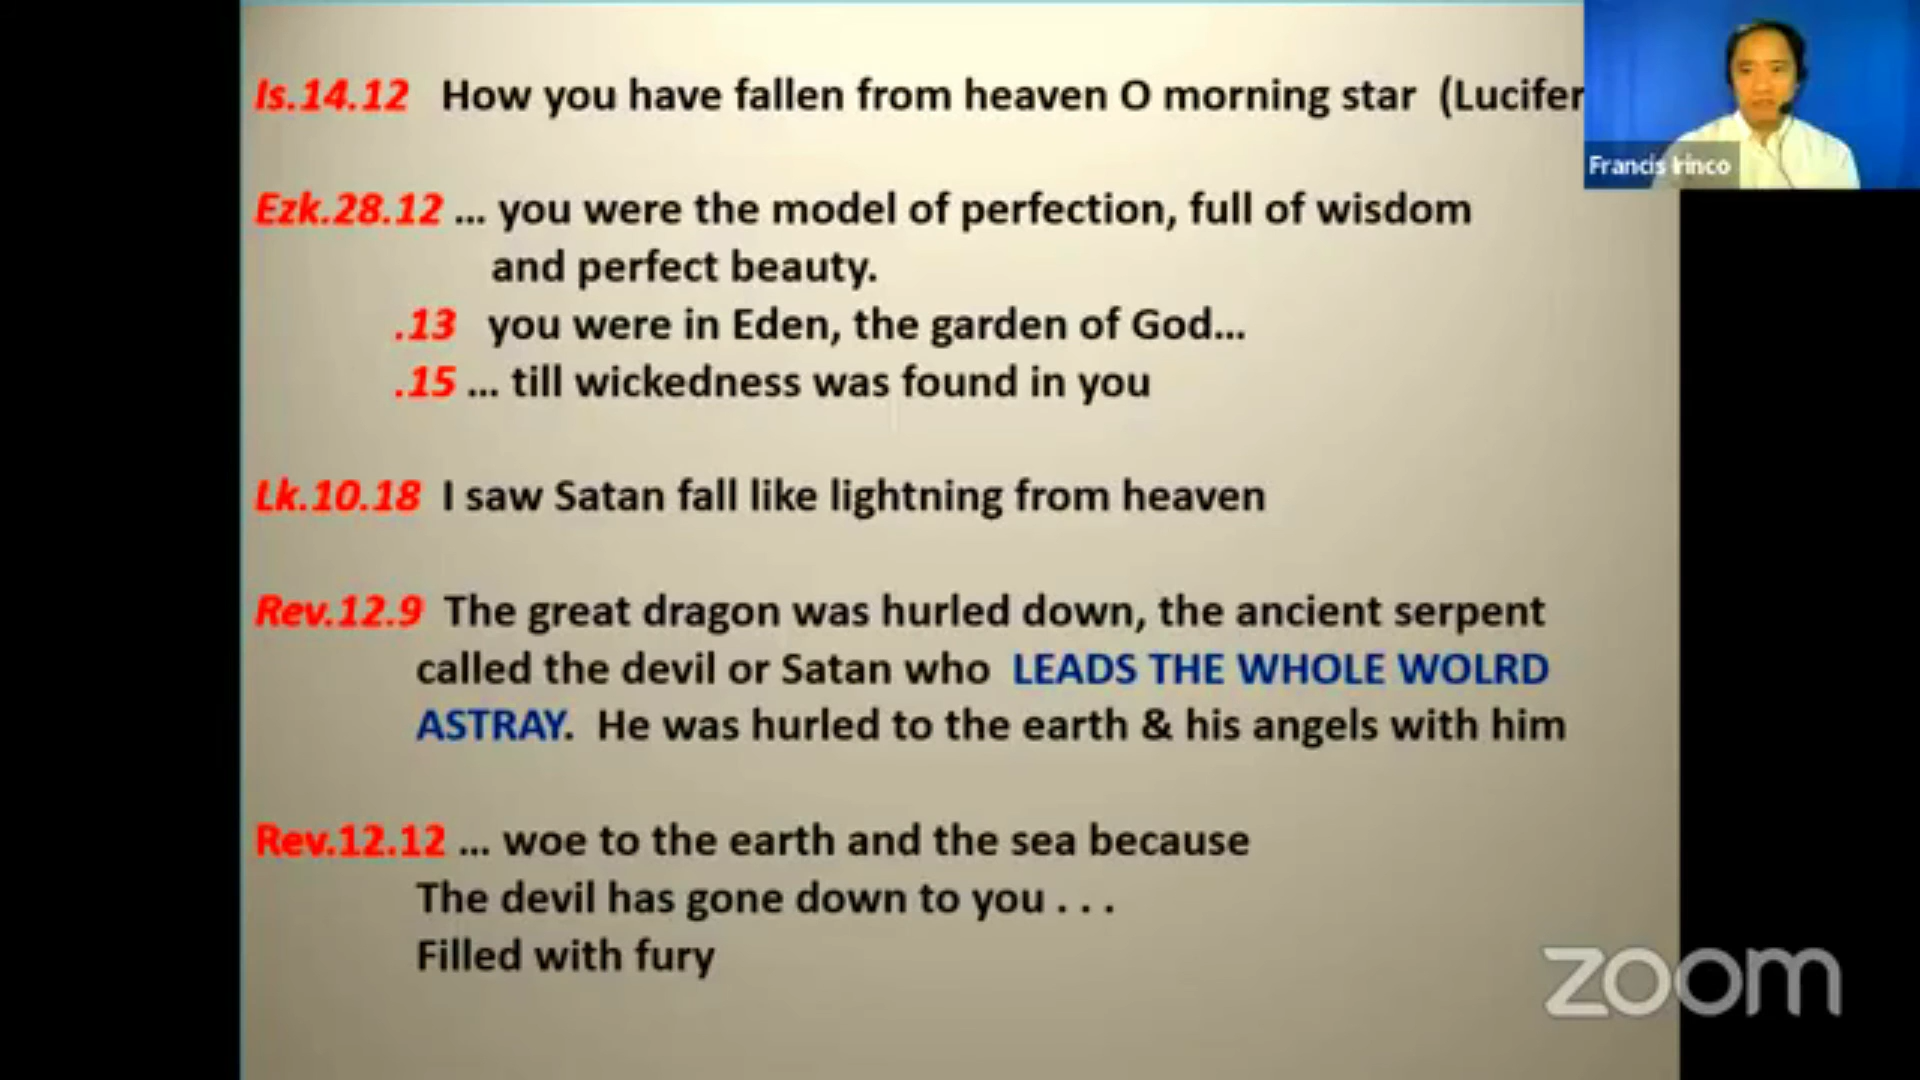 Is.14.12 How you have fallen from heaven O morning star (Lucifer
Francis Irinco
Ezk.28.12 ... you were the model of perfection, full of wisdom
and perfect beauty.
.13 you were in Eden, the garden of God...
.15 ... till wickedness was found in you
Lk.10.18 I saw Satan fall like lightning from heaven
Rev.12.9 The great dragon was hurled down, the ancient serpent
called the devil or Satan who LEADS THE WHOLE WOLRD
ASTRAY. He was hurled to the earth & his angels with him
Rev.12.12 ... woe to the earth and the sea because
The devil has gone down to you . . .
Filled with fury
zoom